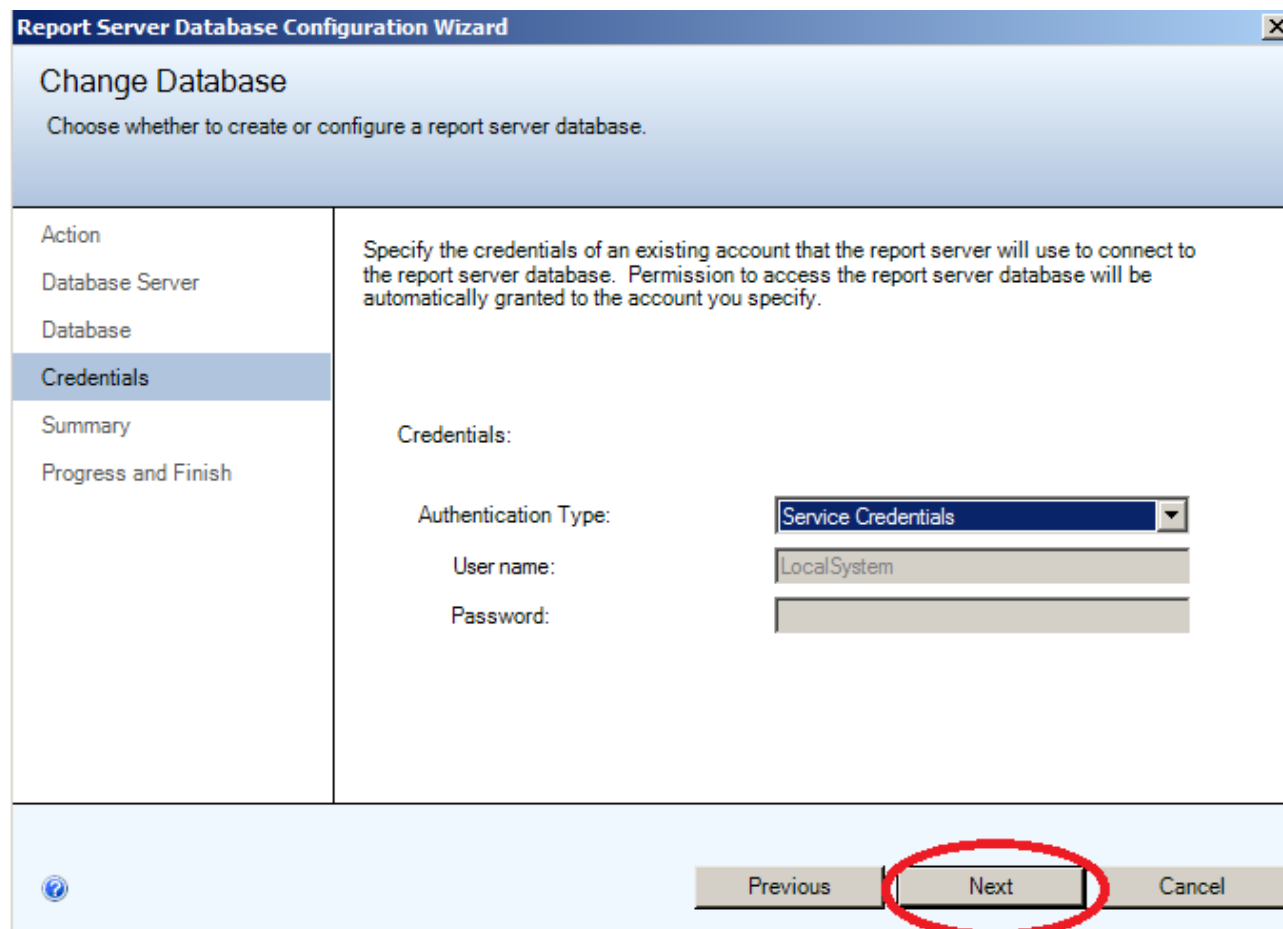 Report Server Database Configuration Wizard
Change Database
Choose whether to create or configure a report server database.
Action
Database Server
Database
Credentials
Summary
Progress and Finish
Specify the credentials of an existing account that the report server will use to connect to
the report server database.  Permission to access the report server database will be
automatically granted to the account you specify.
Credentials:
Authentication Type: Service Credentials
User name: LocalSystem
Password:
Previous Next Cancel